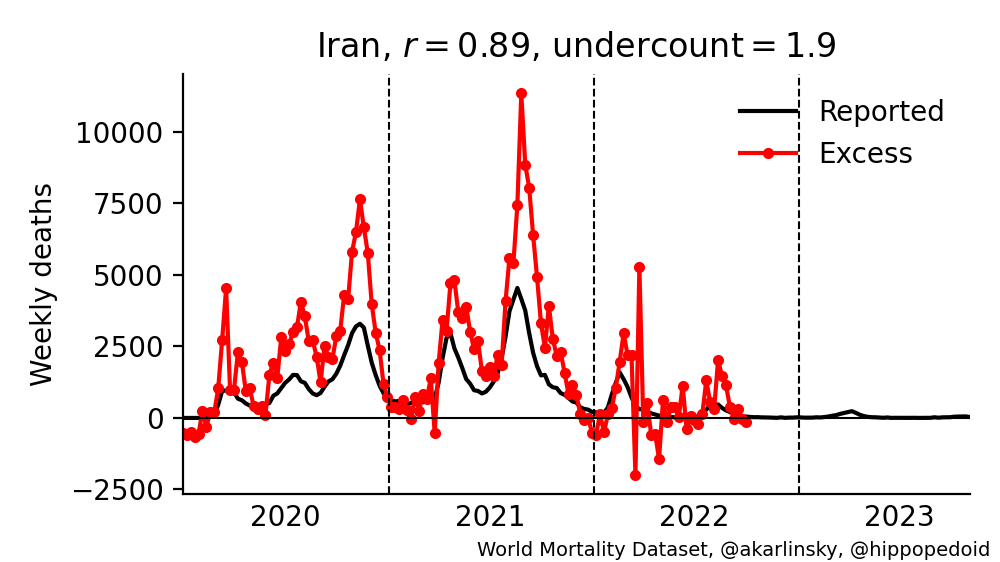 Iran, r = 0.89, undercount = 1.9
Weekly deaths
10000
7500
5000
2500
0
−2500
Reported
Excess
2020 2021 2022 2023
World Mortality Dataset, @akarlinsky, @hippopedoid